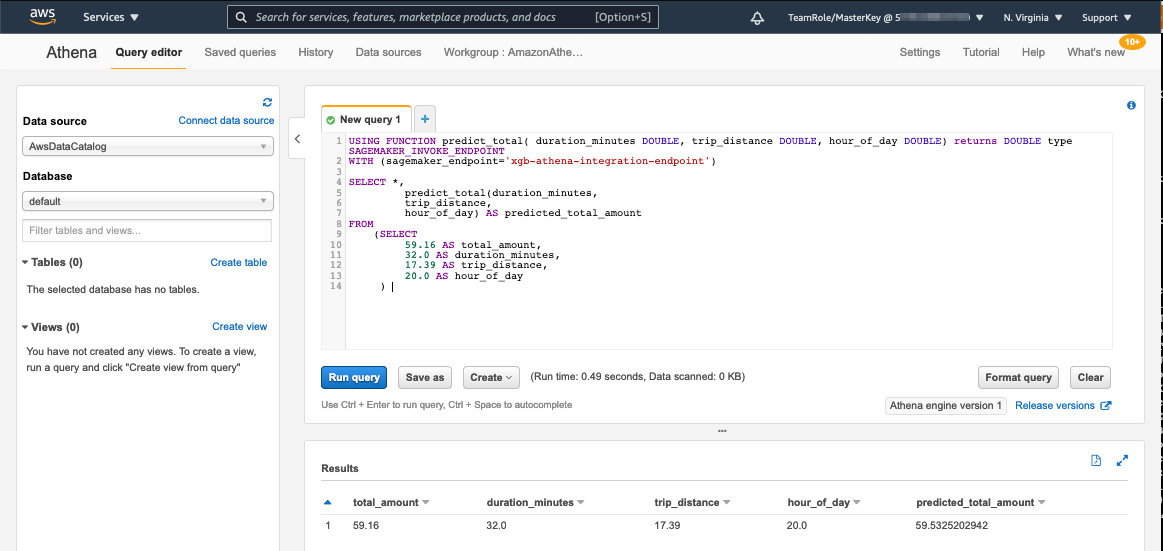 aws Services Search for services, features, marketplace products, and docs [Option+S] TeamRole/MasterKey @ 5 N. Virginia Support
Athena Query editor Saved queries History Data sources Workgroup : AmazonAthe... Settings Tutorial Help What's new 10+
Data source Connect data source
AwsDataCatalog
Database
default
Filter tables and views...
Tables (0) Create table
The selected database has no tables.
Views (0) Create view
You have not created any views. To create a view,
run a query and click "Create view from query"
New query 1 +
1 USING FUNCTION predict_total( duration_minutes DOUBLE, trip_distance DOUBLE, hour_of_day DOUBLE) returns DOUBLE type
SAGEMAKER_INVOKE_ENDPOINT
2 WITH (sagemaker_endpoint='xgb-athena-integration-endpoint')
3
4 SELECT *,
5 predict_total(duration_minutes,
6 trip_distance,
7 hour_of_day) AS predicted_total_amount
8 FROM
9 (SELECT
10 59.16 AS total_amount,
11 32.0 AS duration_minutes,
12 17.39 AS trip_distance,
13 20.0 AS hour_of_day
14 )
Run query Save as Create (Run time: 0.49 seconds, Data scanned: 0 KB) Format query Clear
Use Ctrl + Enter to run query, Ctrl + Space to autocomplete Athena engine version 1 Release versions
Results
total_amount duration_minutes trip_distance hour_of_day predicted_total_amount
1 59.16 32.0 17.39 20.0 59.5325202942